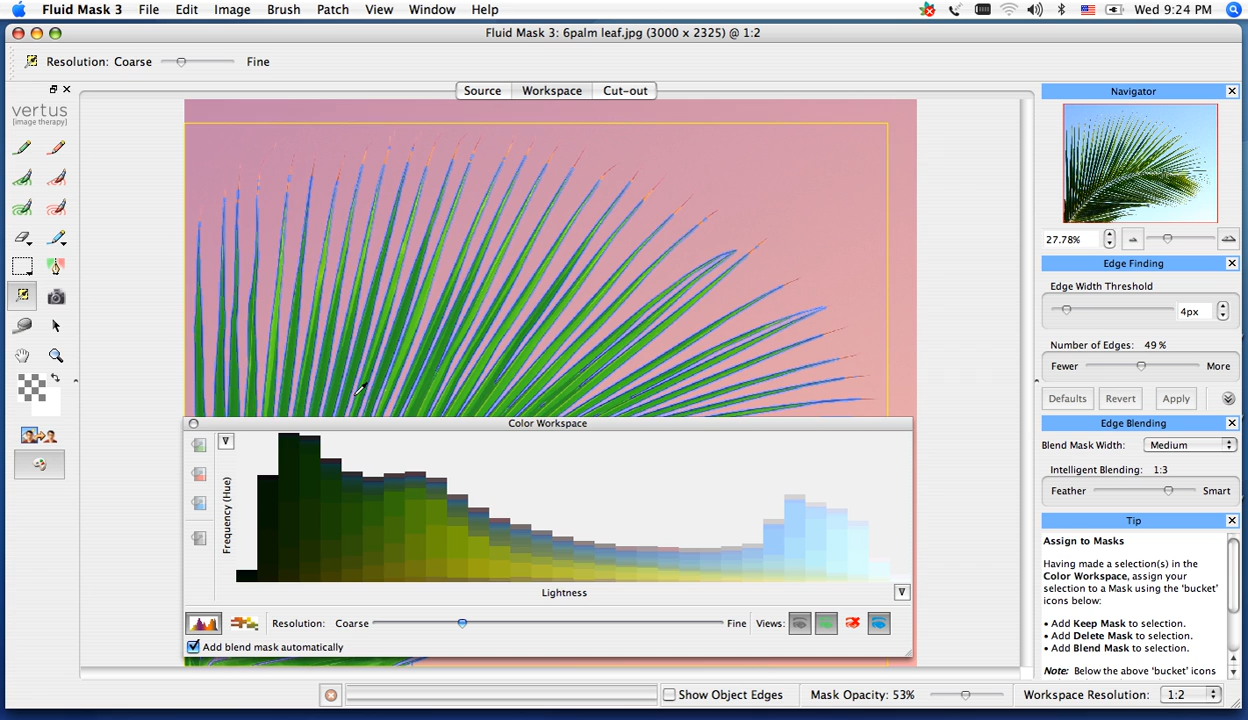 Fluid Mask 3 File Edit Image Brush Patch View Window Help Wed 9:24 PM
Fluid Mask 3: 6palm leaf.jpg (3000 x 2325) @ 1:2
Resolution: Coarse Fine
Source Workspace Cut-out
vertus
[image therapy]
Navigator
27.78%
Edge Finding
Edge Width Threshold
4px
Number of Edges: 49 %
Fewer More
Defaults Revert Apply
Edge Blending
Blend Mask Width: Medium
Intelligent Blending: 1:3
Feather Smart
Tip
Assign to Masks
Having made a selection(s) in the
Color Workspace, assign your
selection to a Mask using the 'bucket'
icons below:
• Add Keep Mask to selection.
• Add Delete Mask to selection.
• Add Blend Mask to selection.
Note: Below the above 'bucket' icons
Color Workspace
Frequency (Hue)
Lightness
Resolution: Coarse Fine Views:
Add blend mask automatically
Show Object Edges Mask Opacity: 53% Workspace Resolution: 1:2